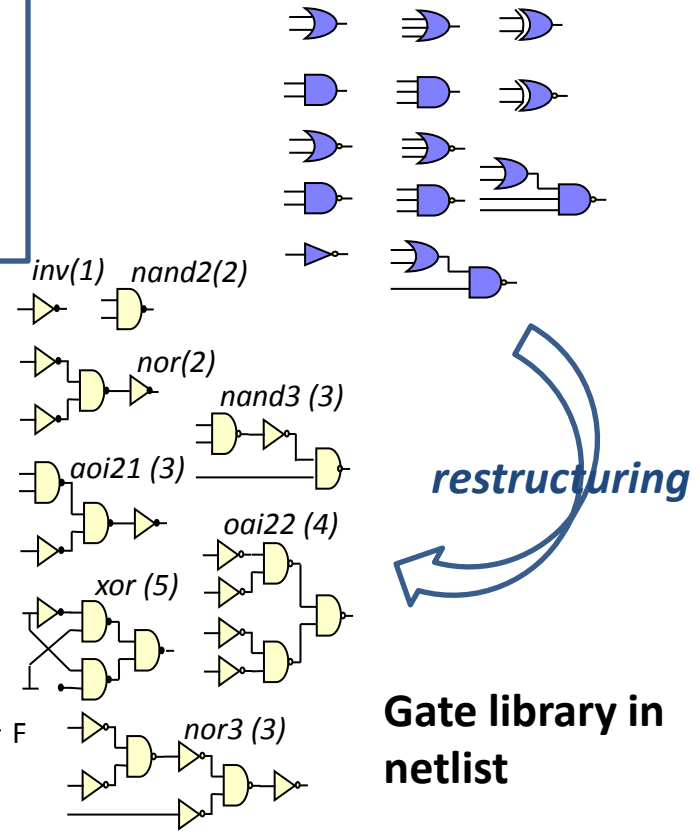 inv(1) nand2(2)
nor(2)
nand3 (3)
aoi21 (3)
restructuring
oai22 (4)
xor (5)
Gate library in
netlist
F
nor3 (3)